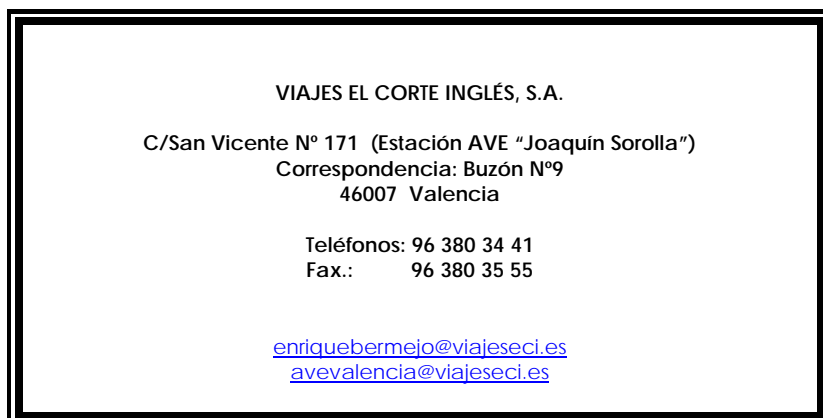 VIAJES EL CORTE INGLÉS, S.A.
C/San Vicente Nº 171 (Estación AVE “Joaquín Sorolla”)
Correspondencia: Buzón Nº9
46007 Valencia
Teléfonos: 96 380 34 41
Fax.: 96 380 35 55
enriquebermejo@viajeseci.es
avevalencia@viajeseci.es